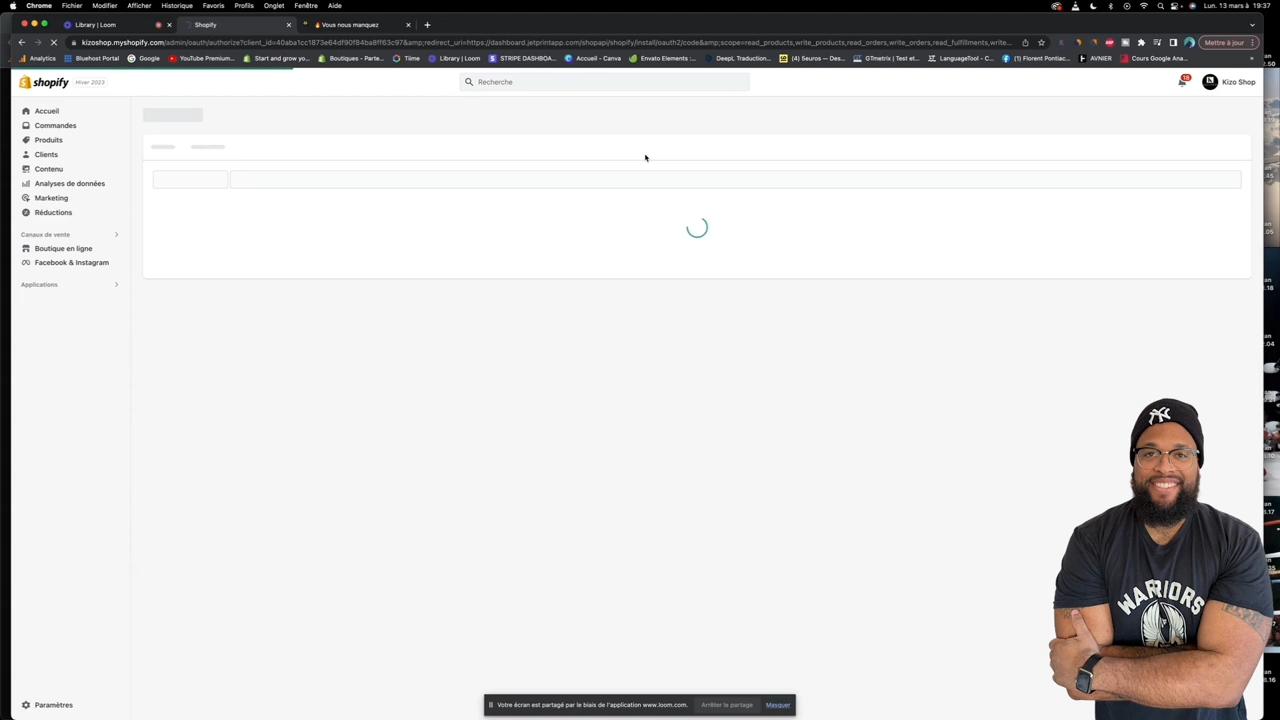 Chrome Fichier Modifier Afficher Historique Favoris Profils Onglet Fenêtre Aide
Lun. 13 mars à 19:37
Library | Loom
Shopify
Vous nous manquez
kizoshop.myshopify.com/admin/oauth/authorize?client_id=40aba1cc1873e64df90f84ba8ff63c97&amp;redirect_uri=https://dashboard.jetprintapp.com/shopapi/shopify/install/oauth2/code&amp;scope=read_products,write_products,read_orders,write_orders,read_fulfillments,write...
Mettre à jour
Analytics Bluehost Portal Google YouTube Premium... Start and grow yo... Boutiques - Parte... Tiime Library | Loom STRIPE DASHBOA... Accueil - Canva Envato Elements :... DeepL Traduction... (4) 5euros — Des... GTmetrix | Test et... LanguageTool - C... (1) Florent Pontiac... AVNIER Cours Google Ana... »
shopify
Hiver 2023
Recherche
18
Kizo Shop
Accueil
Commandes
Produits
Clients
Contenu
Analyses de données
Marketing
Réductions
Canaux de vente
Boutique en ligne
Facebook & Instagram
Applications
NY
WARRIORS
Paramètres
Votre écran est partagé par le biais de l'application www.loom.com.
Arrêter le partage
Masquer